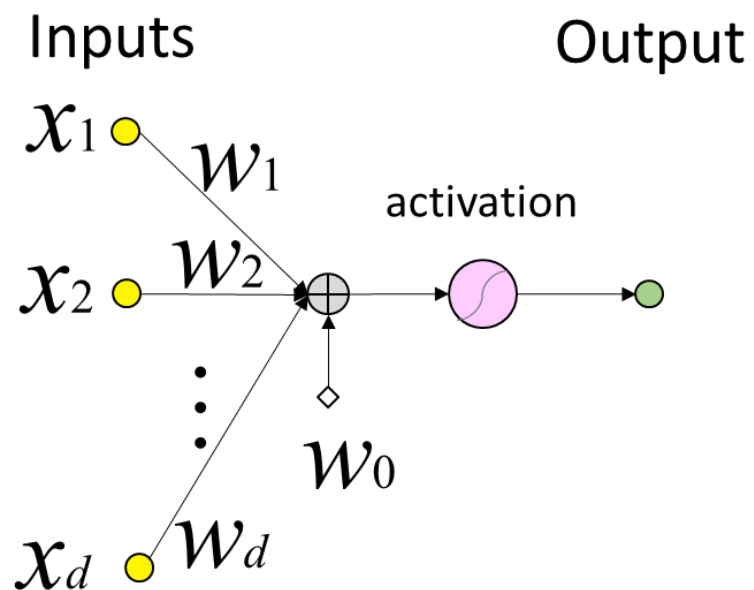 Inputs
Output
x1
w1
activation
x2
w2
w0
xd
wd